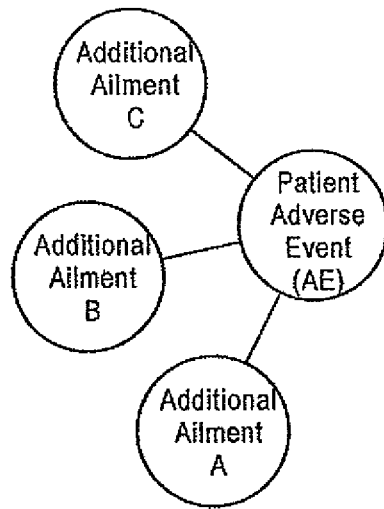 Additional
Ailment
C
Patient
Adverse
Event
(AE)
Additional
Ailment
B
Additional
Ailment
A